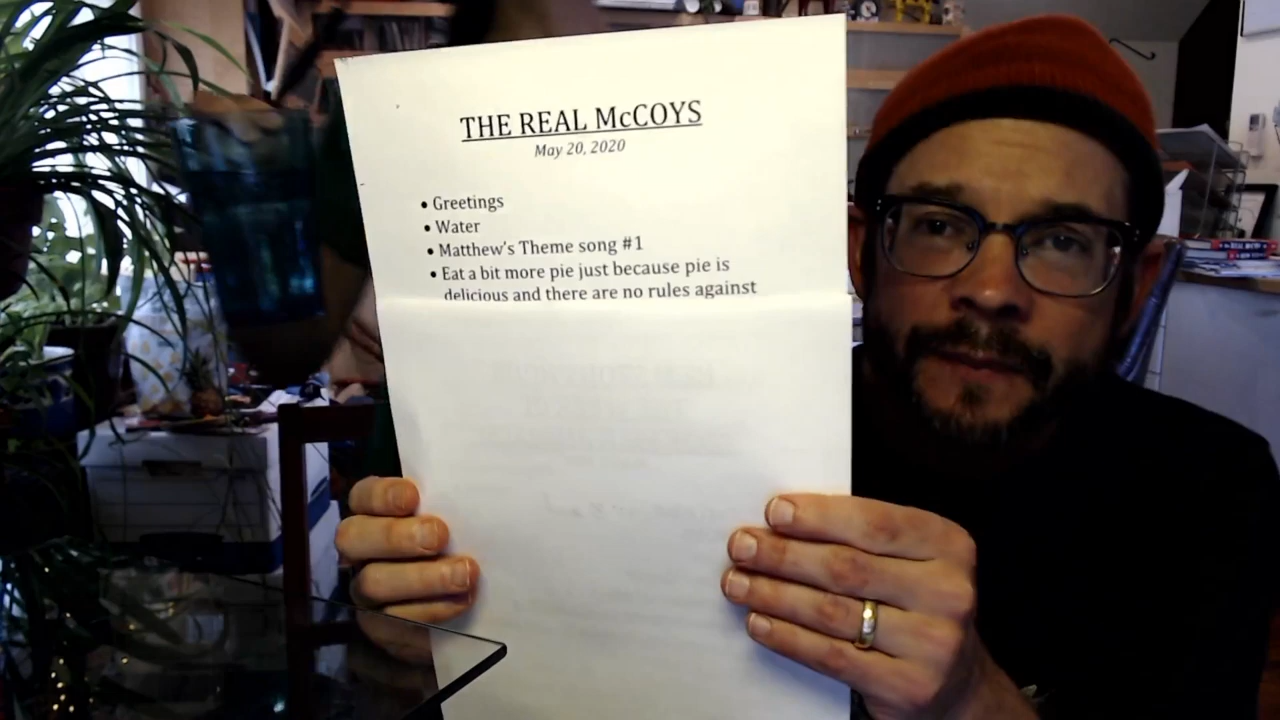 THE REAL McCOYS
May 20, 2020
• Greetings
• Water
• Matthew's Theme song #1
• Eat a bit more pie just because pie is
delicious and there are no rules against